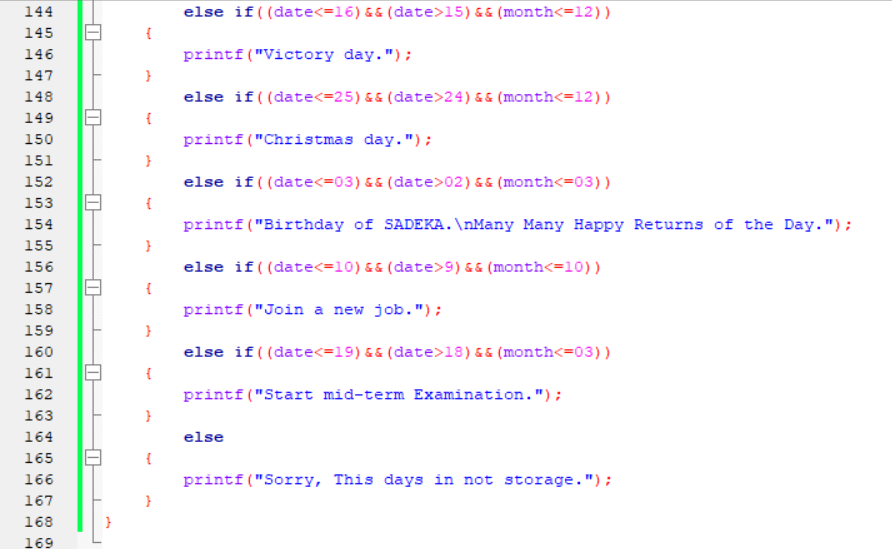 144 else if((date<=16)&&(date>15)&&(month<=12))
145 {
146 printf("Victory day.");
147 }
148 else if((date<=25)&&(date>24)&&(month<=12))
149 {
150 printf("Christmas day.");
151 }
152 else if((date<=03)&&(date>02)&&(month<=03))
153 {
154 printf("Birthday of SADEKA.\nMany Many Happy Returns of the Day.");
155 }
156 else if((date<=10)&&(date>9)&&(month<=10))
157 {
158 printf("Join a new job.");
159 }
160 else if((date<=19)&&(date>18)&&(month<=03))
161 {
162 printf("Start mid-term Examination.");
163 }
164 else
165 {
166 printf("Sorry, This days in not storage.");
167 }
168 }
169